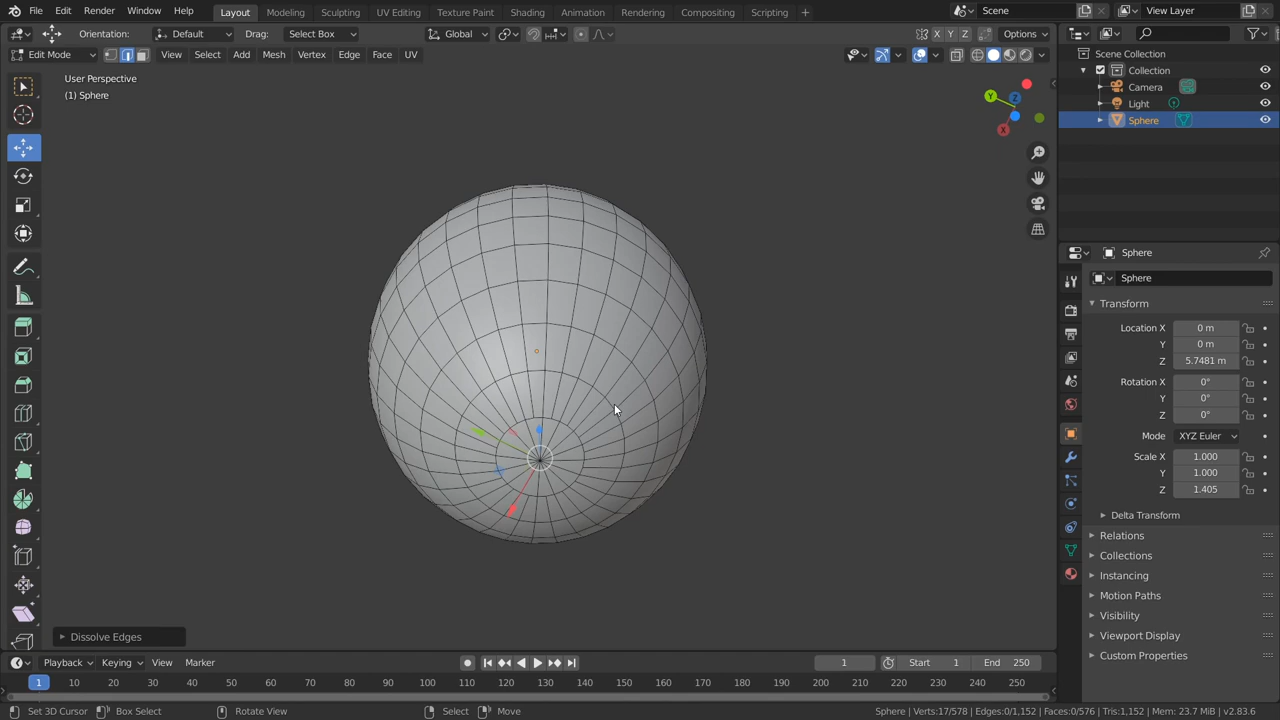 File Edit Render Window Help Layout Modeling Sculpting UV Editing Texture Paint Shading Animation Rendering Compositing Scripting + Scene View Layer
Orientation: Default Drag: Select Box Global X Y Z Options
Edit Mode View Select Add Mesh Vertex Edge Face UV
User Perspective
(1) Sphere
Y Z X
Scene Collection
Collection
Camera
Light
Sphere
Sphere
Sphere
Transform
Location X 0 m
Y 0 m
Z 5.7481 m
Rotation X 0°
Y 0°
Z 0°
Mode XYZ Euler
Scale X 1.000
Y 1.000
Z 1.405
Delta Transform
Relations
Collections
Instancing
Motion Paths
Visibility
Viewport Display
Custom Properties
Dissolve Edges
Playback Keying View Marker 1 Start 1 End 250
1 10 20 30 40 50 60 70 80 90 100 110 120 130 140 150 160 170 180 190 200 210 220 230 240 250
Set 3D Cursor Box Select Rotate View Select Move Sphere | Verts:17/578 | Edges:0/1,152 | Faces:0/576 | Tris:1,152 | Mem: 23.7 MiB | v2.83.6